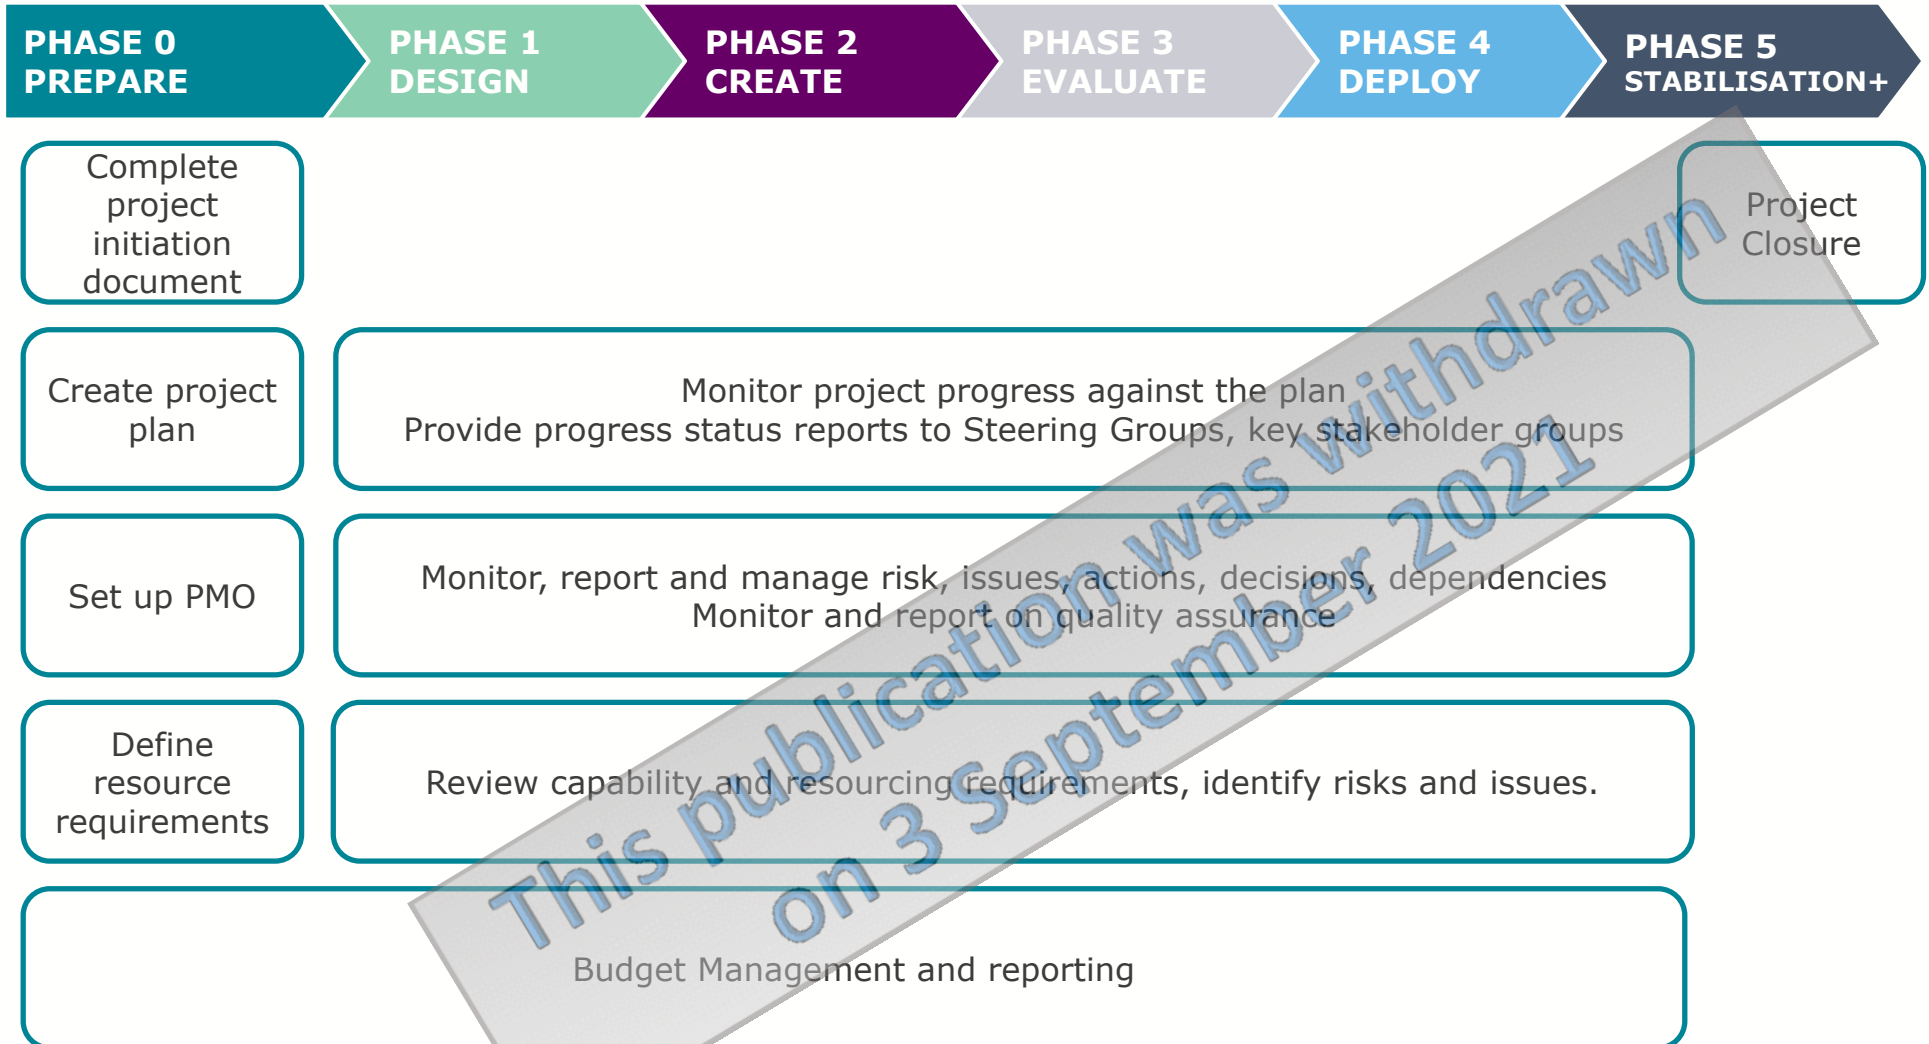 PHASE 0
PREPARE
PHASE 1
DESIGN
PHASE 2
CREATE
PHASE 3
EVALUATE
PHASE 4
DEPLOY
PHASE 5
STABILISATION+
Complete
project
initiation
document
Project
Closure
Create project
plan
Monitor project progress against the plan
Provide progress status reports to Steering Groups, key stakeholder groups
Set up PMO
Monitor, report and manage risk, issues, actions, decisions, dependencies
Monitor and report on quality assurance
Define
resource
requirements
Review capability and resourcing requirements, identify risks and issues.
Budget Management and reporting
This publication was withdrawn
on 3 September 2021